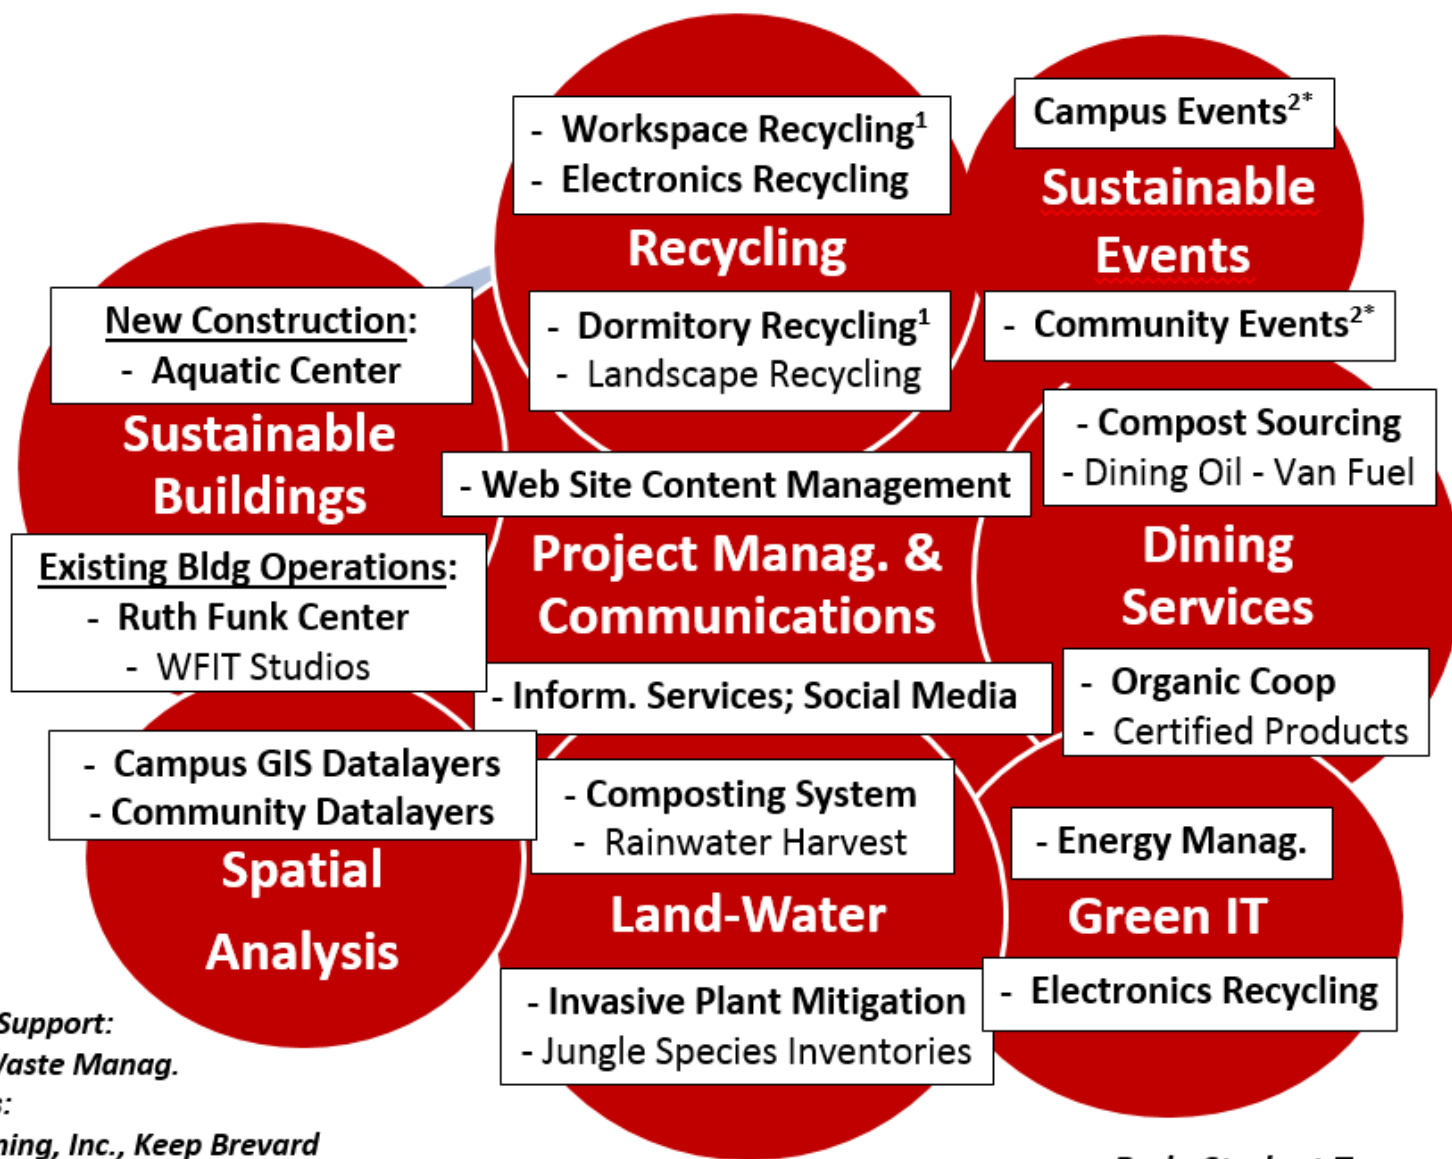 - Workspace Recycling¹
- Electronics Recycling
Recycling
- Dormitory Recycling¹
- Landscape Recycling
Campus Events²*
Sustainable
Events
- Community Events²*
New Construction:
- Aquatic Center
Sustainable
Buildings
Existing Bldg Operations:
- Ruth Funk Center
- WFIT Studios
- Web Site Content Management
Project Manag. &
Communications
- Inform. Services; Social Media
- Compost Sourcing
- Dining Oil - Van Fuel
Dining
Services
- Organic Coop
- Certified Products
- Campus GIS Datalayers
- Community Datalayers
Spatial
Analysis
- Composting System
- Rainwater Harvest
Land-Water
- Invasive Plant Mitigation
- Jungle Species Inventories
- Energy Manag.
Green IT
- Electronics Recycling
Support:
Manag.
Inc., Keep Brevard